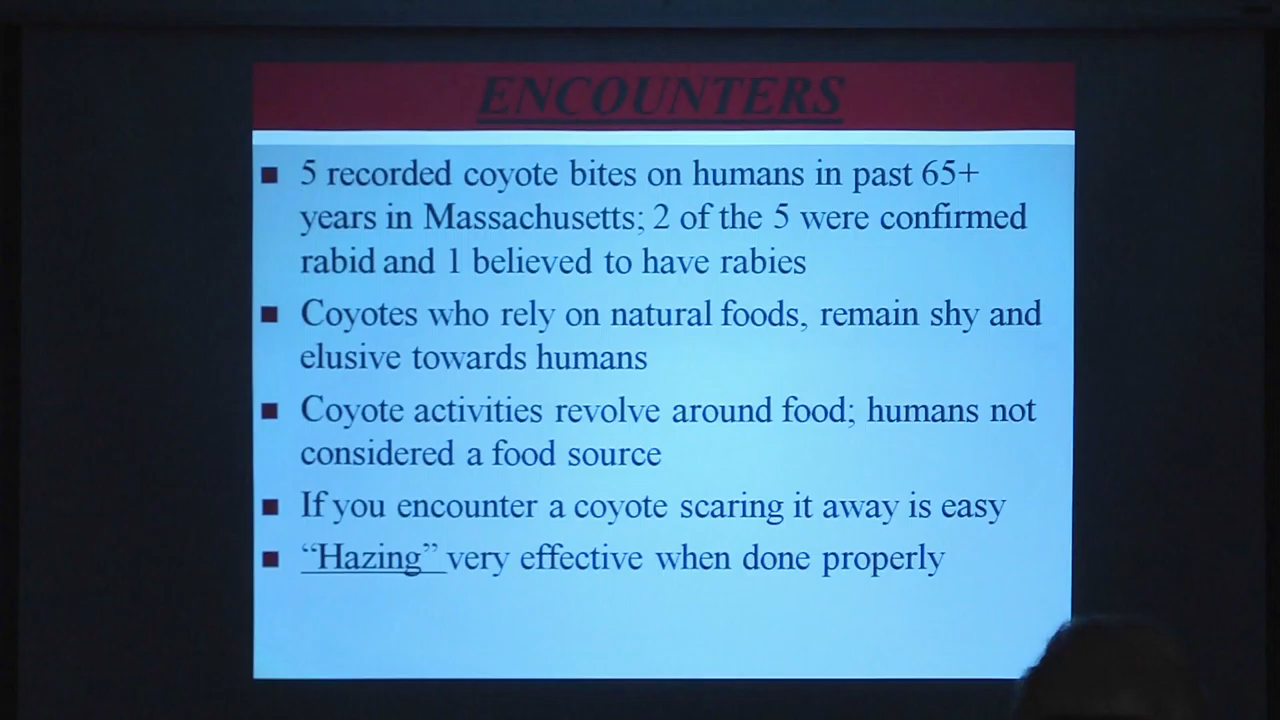 ENCOUNTERS
■ 5 recorded coyote bites on humans in past 65+
years in Massachusetts; 2 of the 5 were confirmed
rabid and 1 believed to have rabies
■ Coyotes who rely on natural foods, remain shy and
elusive towards humans
■ Coyote activities revolve around food; humans not
considered a food source
■ If you encounter a coyote scaring it away is easy
■ “Hazing” very effective when done properly